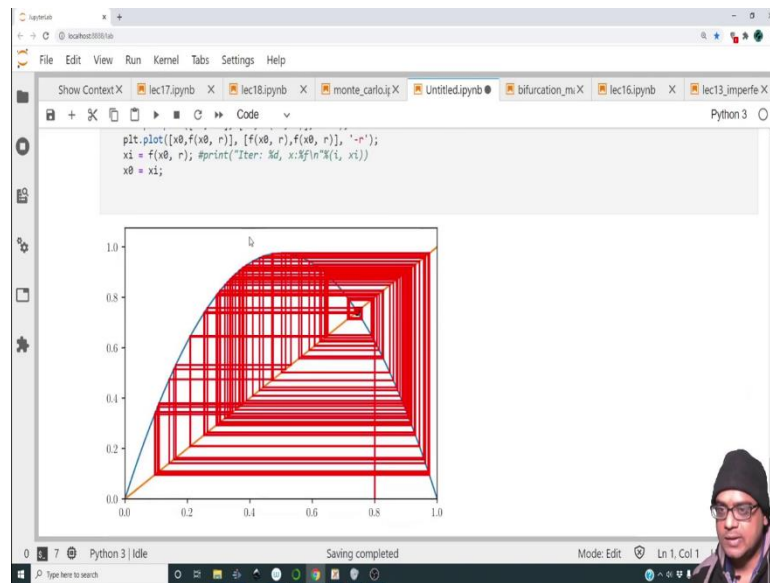 JupyterLab
localhost:8888/lab
File Edit View Run Kernel Tabs Settings Help
Show Context lec17.ipynb lec18.ipynb monte_carlo.ip Untitled.ipynb bifurcation_m lec16.ipynb lec13_imperfe
Code Python 3
plt.plot([x0,f(x0, r)], [f(x0, r),f(x0, r)], '-r');
xi = f(x0, r); #print("Iter: %d, x:%f\n"%(i, xi))
x0 = xi;
1.0
0.8
0.6
0.4
0.2
0.0
0.0 0.2 0.4 0.6 0.8 1.0
0 7 Python 3 | Idle Saving completed Mode: Edit Ln 1, Col 1
Type here to search